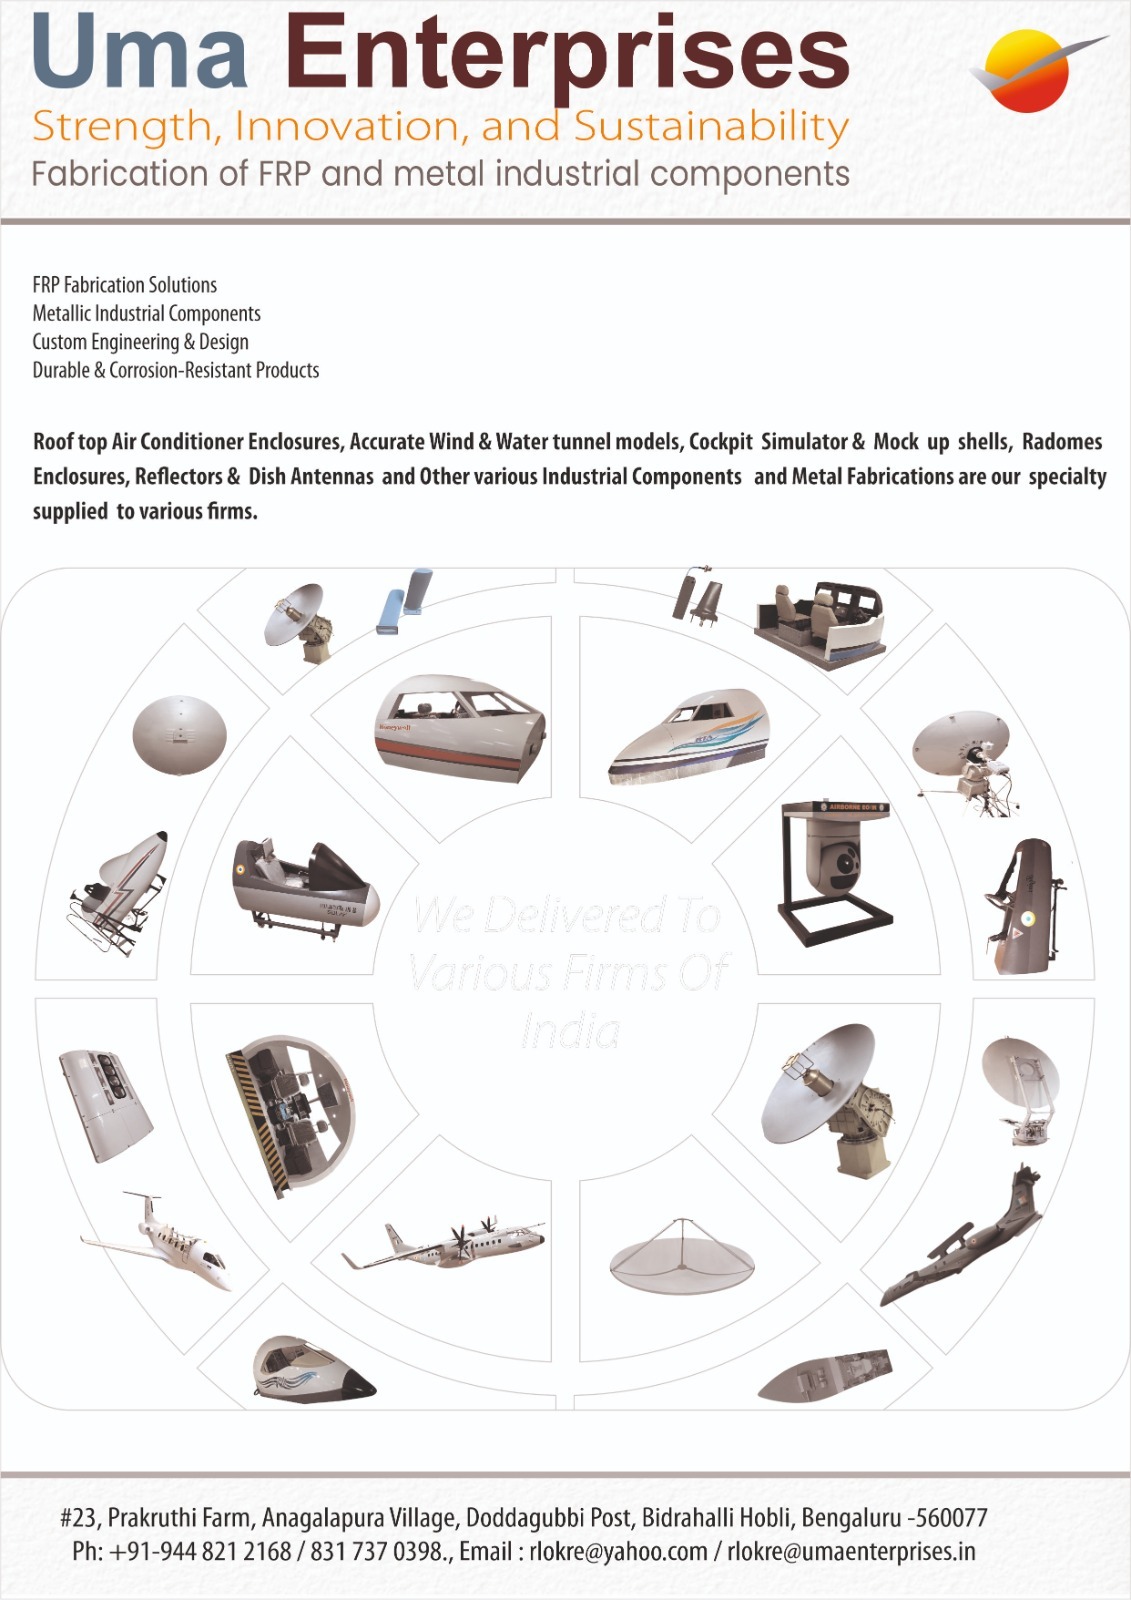 Uma Enterprises
Strength, Innovation, and Sustainability
Fabrication of FRP and metal industrial components
FRP Fabrication Solutions
Metallic Industrial Components
Custom Engineering & Design
Durable & Corrosion-Resistant Products
Roof top Air Conditioner Enclosures, Accurate Wind & Water tunnel models, Cockpit Simulator & Mock up shells, Radomes
Enclosures, Reflectors & Dish Antennas and Other various Industrial Components and Metal Fabrications are our specialty
supplied to various firms.
Honeywell
AIRBORNE
We Delivered To
Various Firms Of
India
#23, Prakruthi Farm, Anagalapura Village, Doddagubbi Post, Bidrahalli Hobli, Bengaluru -560077
Ph: +91-944 821 2168 / 831 737 0398., Email : rlokre@yahoo.com / rlokre@umaenterprises.in